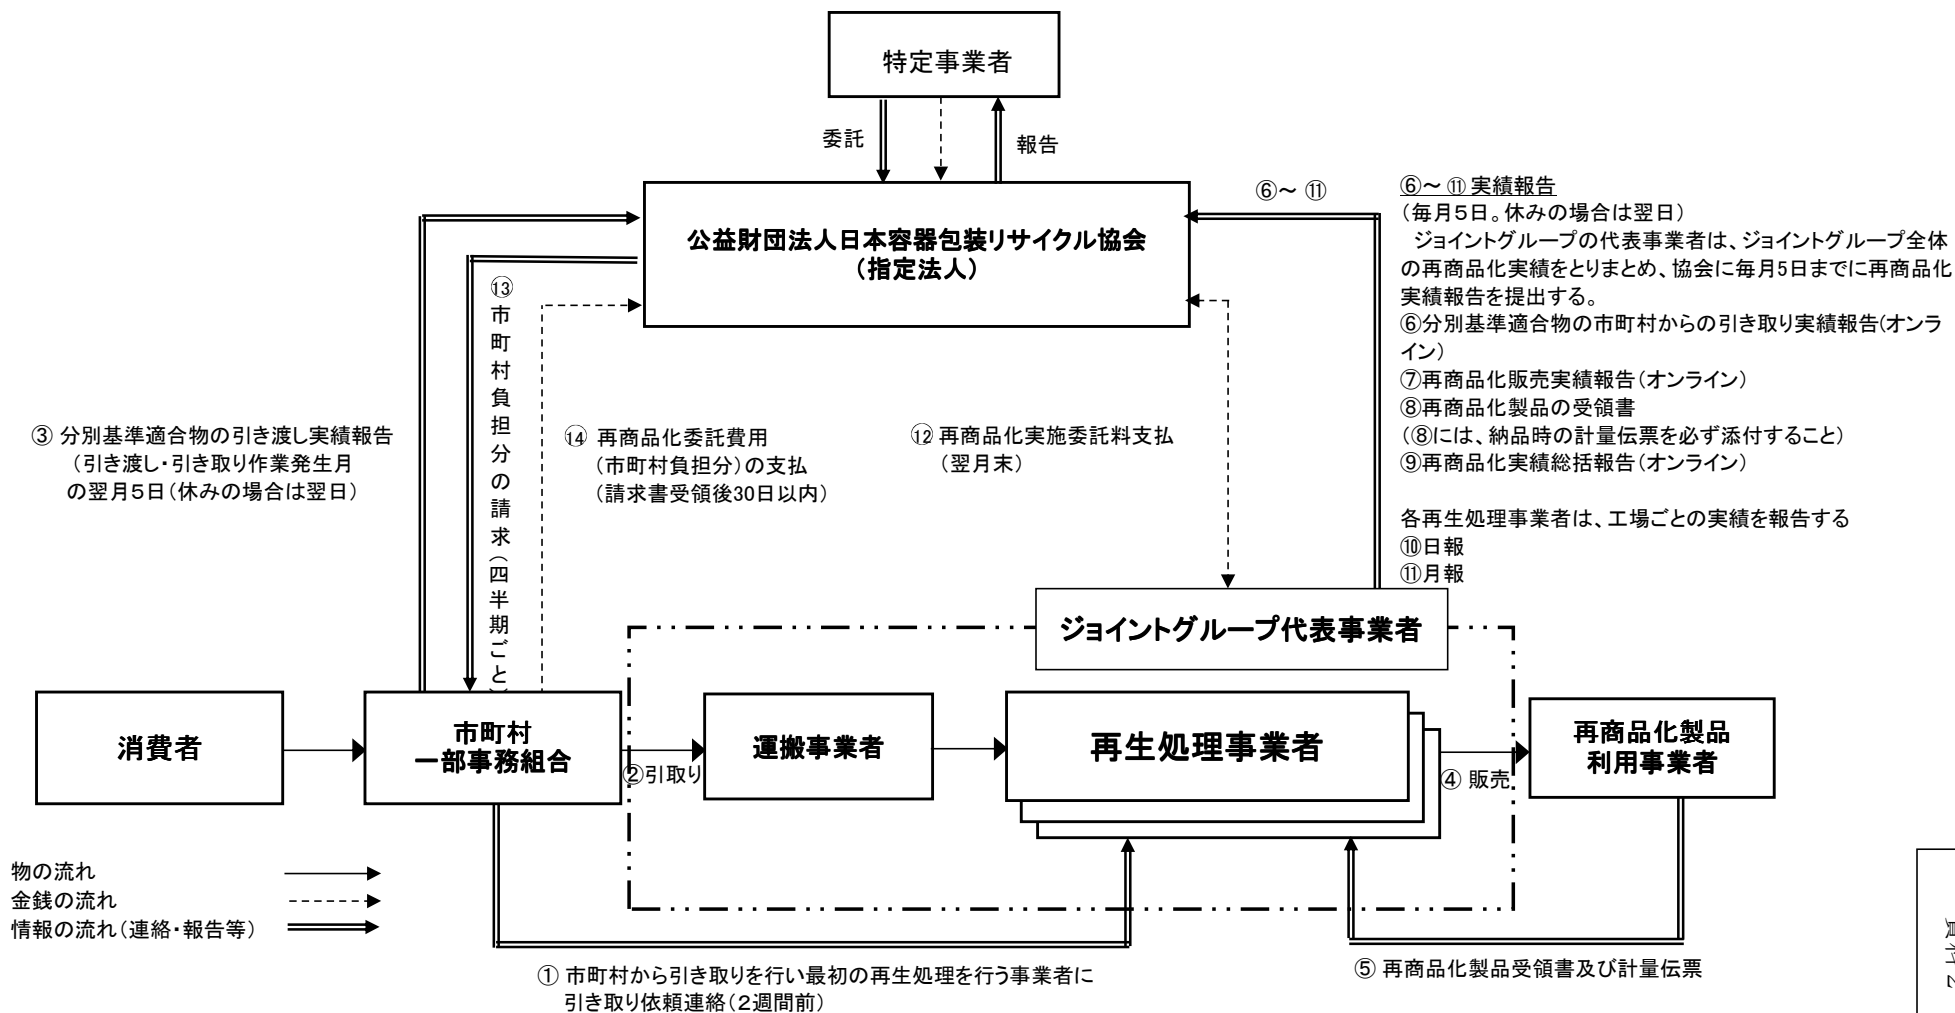 特定事業者
委託
報告
公益財団法人日本容器包装リサイクル協会
(指定法人)
⑥～ ⑪
⑥～ ⑪ 実績報告
(毎月5日。休みの場合は翌日)
ジョイントグループの代表事業者は、ジョイントグループ全体
の再商品化実績をとりまとめ、協会に毎月5日までに再商品化
実績報告を提出する。
⑥分別基準適合物の市町村からの引き取り実績報告(オンラ
イン)
⑦再商品化販売実績報告(オンライン)
⑧再商品化製品の受領書
(⑧には、納品時の計量伝票を必ず添付すること)
⑨再商品化実績総括報告(オンライン)
各再生処理事業者は、工場ごとの実績を報告する
⑩日報
⑪月報
③ 分別基準適合物の引き渡し実績報告
(引き渡し・引き取り作業発生月
の翌月5日(休みの場合は翌日)
⑬市町村負担分の請求(四半期ごと)
⑭ 再商品化委託費用
(市町村負担分)の支払
(請求書受領後30日以内)
⑫ 再商品化実施委託料支払
(翌月末)
ジョイントグループ代表事業者
消費者
市町村
一部事務組合
②引取り
運搬事業者
再生処理事業者
④ 販売
再商品化製品
利用事業者
物の流れ
金銭の流れ
情報の流れ(連絡・報告等)
① 市町村から引き取りを行い最初の再生処理を行う事業者に
引き取り依頼連絡(2週間前)
⑤ 再商品化製品受領書及び計量伝票
資料2